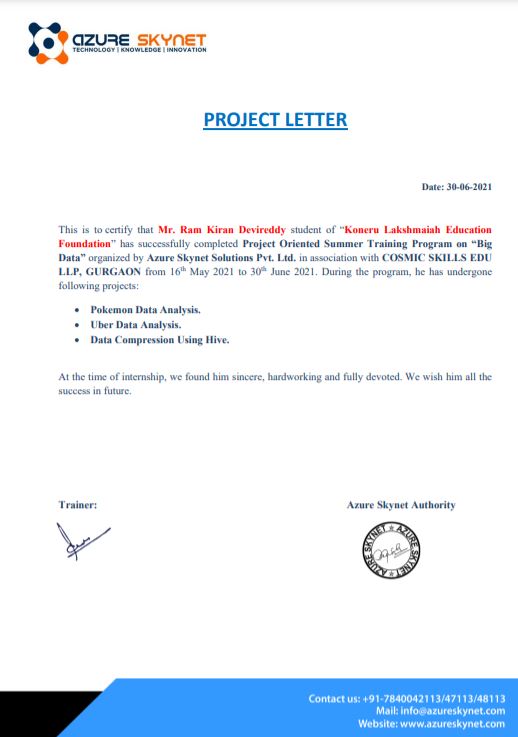 AZURE SKYNET
TECHNOLOGY | KNOWLEDGE | INNOVATION
PROJECT LETTER
Date: 30-06-2021
This is to certify that Mr. Ram Kiran Devireddy student of “Koneru Lakshmaiah Education
Foundation” has successfully completed Project Oriented Summer Training Program on “Big
Data” organized by Azure Skynet Solutions Pvt. Ltd. in association with COSMIC SKILLS EDU
LLP, GURGAON from 16th May 2021 to 30th June 2021. During the program, he has undergone
following projects:
• Pokemon Data Analysis.
• Uber Data Analysis.
• Data Compression Using Hive.
At the time of internship, we found him sincere, hardworking and fully devoted. We wish him all the
success in future.
Trainer:
Azure Skynet Authority
AZURE SKYNET ★ AZURE SKYNET ★
Contact us: +91-7840042113/47113/48113
Mail: info@azureskynet.com
Website: www.azureskynet.com